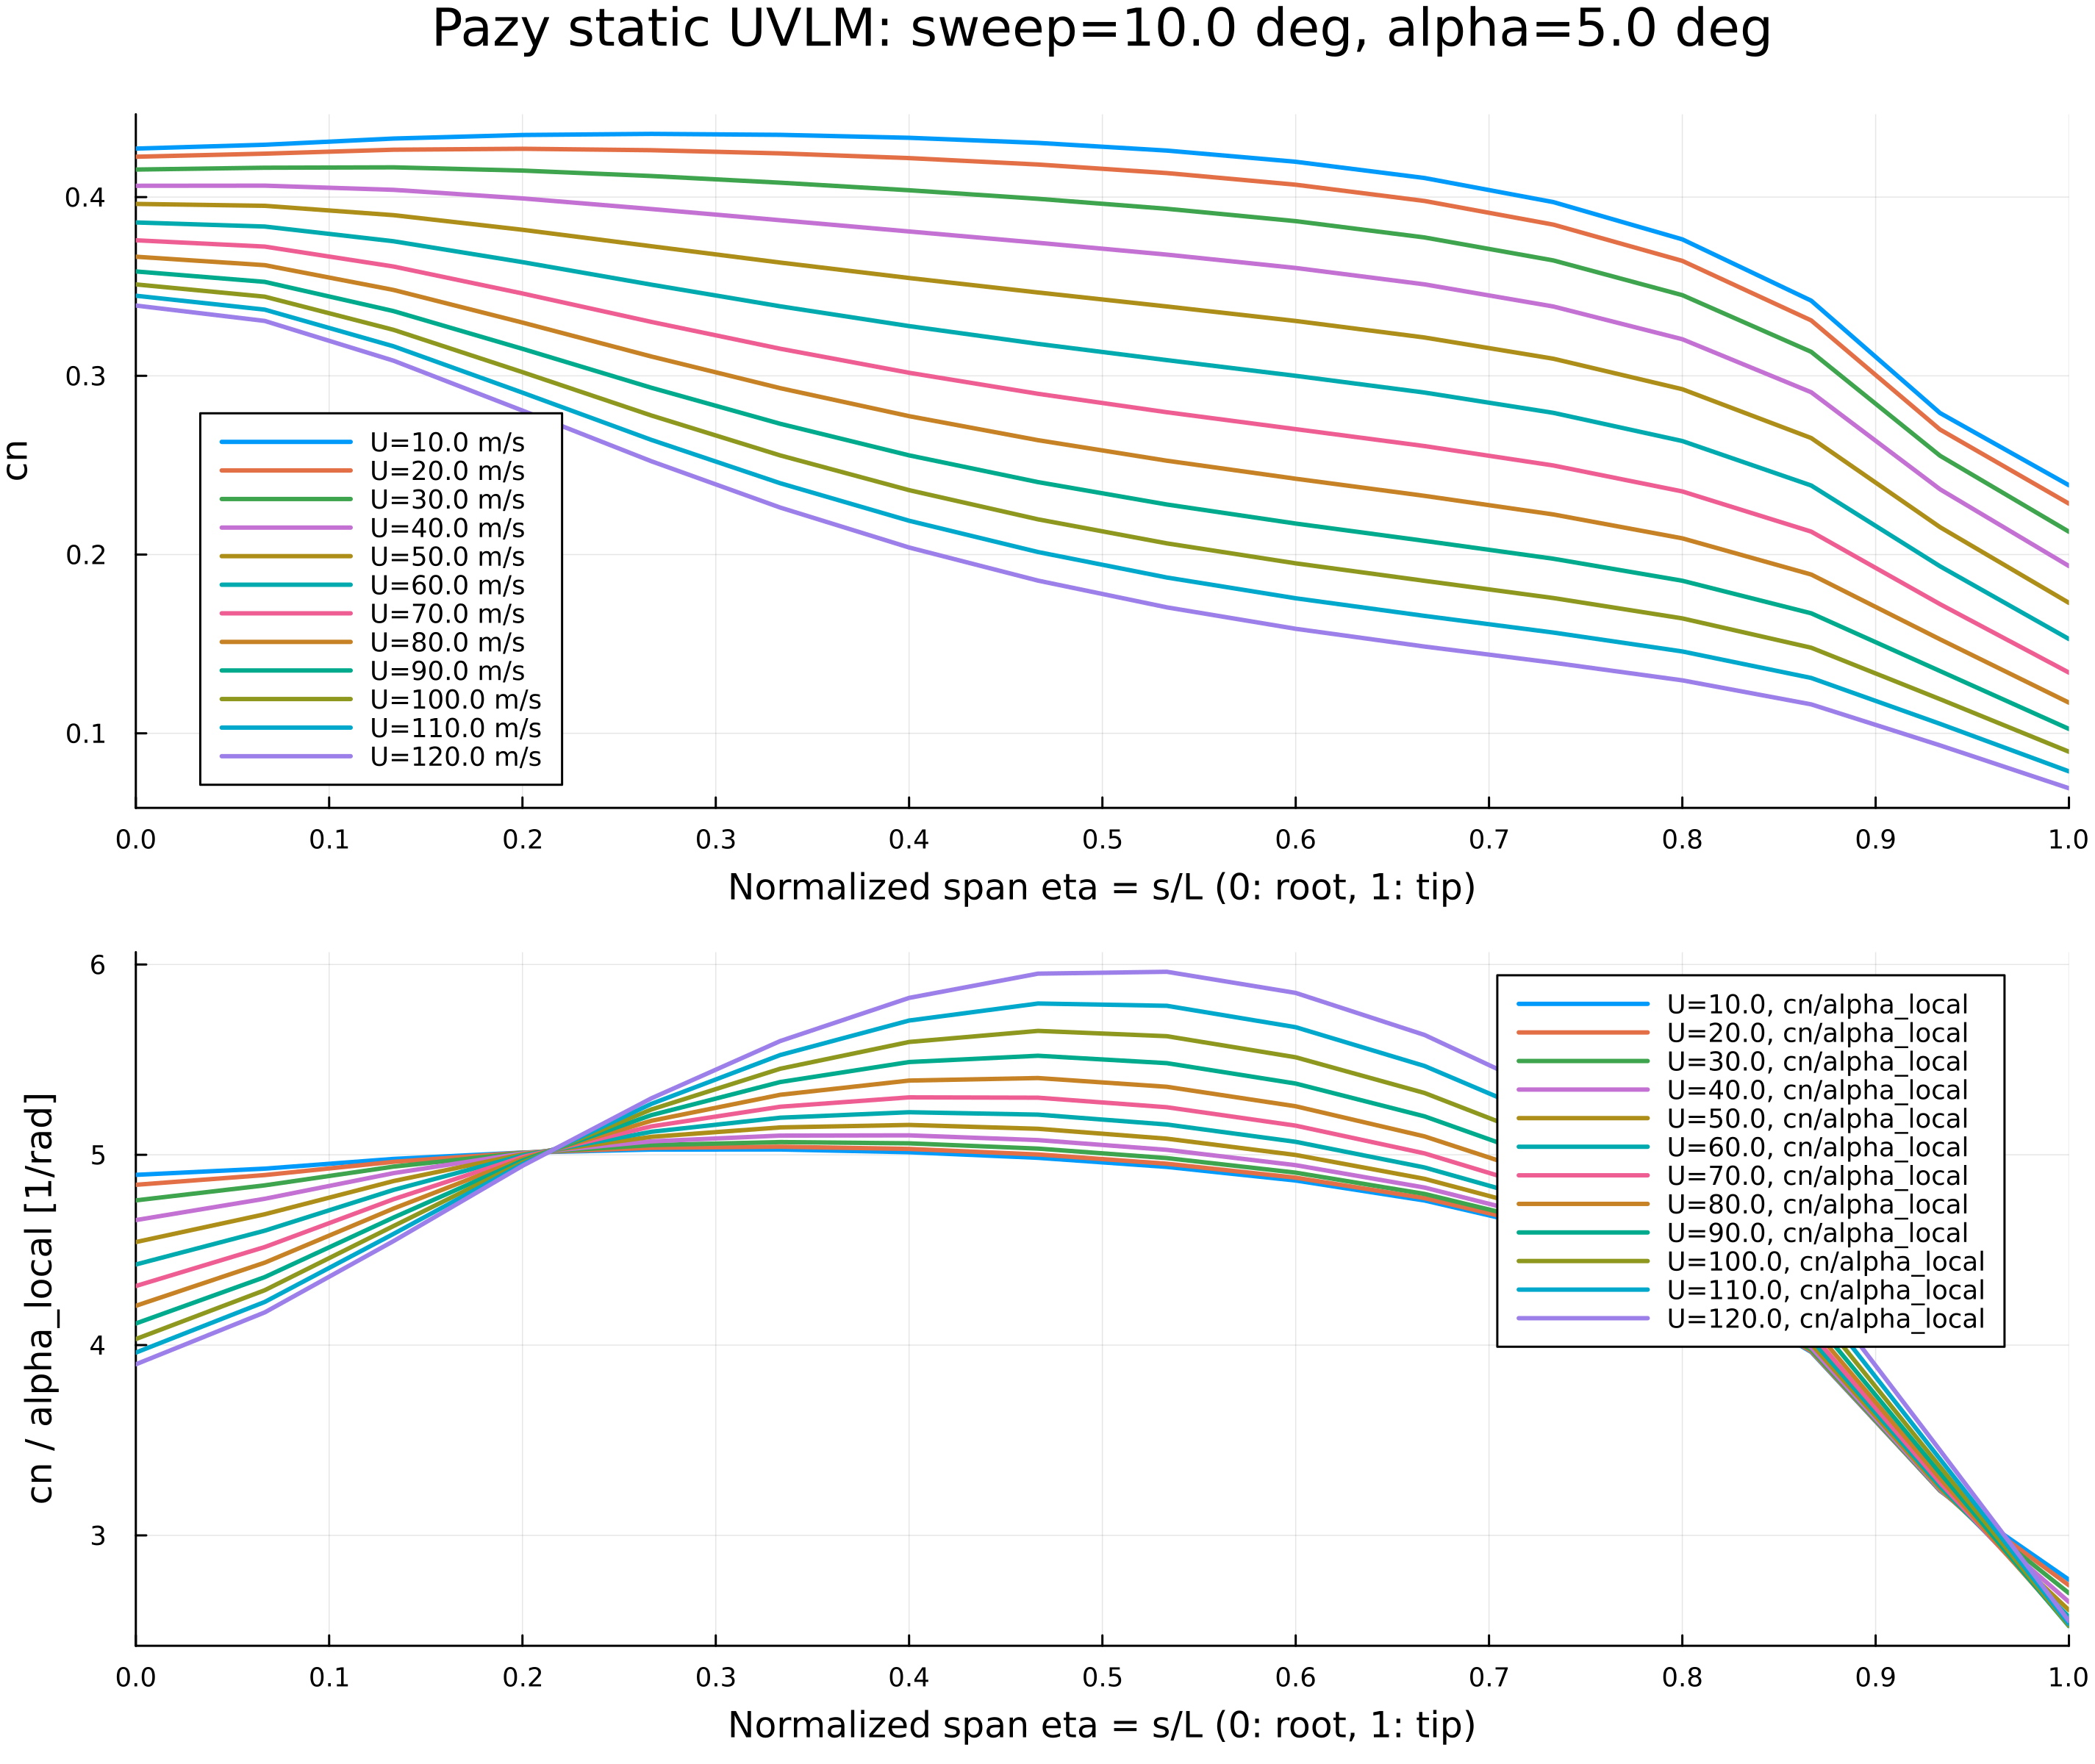 Pazy static UVLM: sweep=10.0 deg, alpha=5.0 deg
cn
0.4
0.3
0.2
0.1
U=10.0 m/s
U=20.0 m/s
U=30.0 m/s
U=40.0 m/s
U=50.0 m/s
U=60.0 m/s
U=70.0 m/s
U=80.0 m/s
U=90.0 m/s
U=100.0 m/s
U=110.0 m/s
U=120.0 m/s
0.0 0.1 0.2 0.3 0.4 0.5 0.6 0.7 0.8 0.9 1.0
Normalized span eta = s/L (0: root, 1: tip)
cn / alpha_local [1/rad]
6
5
4
3
U=10.0, cn/alpha_local
U=20.0, cn/alpha_local
U=30.0, cn/alpha_local
U=40.0, cn/alpha_local
U=50.0, cn/alpha_local
U=60.0, cn/alpha_local
U=70.0, cn/alpha_local
U=80.0, cn/alpha_local
U=90.0, cn/alpha_local
U=100.0, cn/alpha_local
U=110.0, cn/alpha_local
U=120.0, cn/alpha_local
0.0 0.1 0.2 0.3 0.4 0.5 0.6 0.7 0.8 0.9 1.0
Normalized span eta = s/L (0: root, 1: tip)